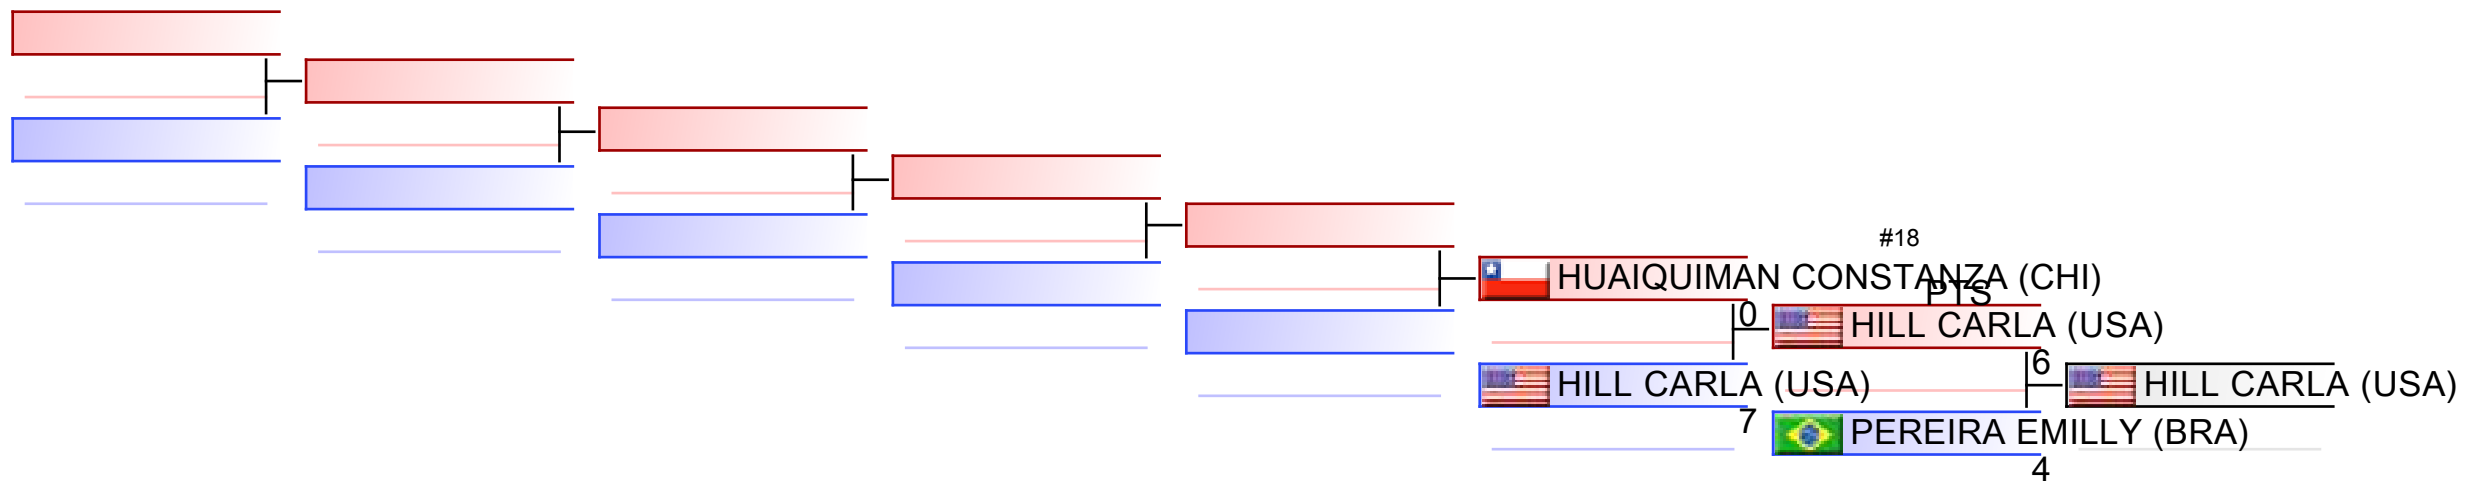 #18
HUAIQUIMAN CONSTANZA (CHI)
PTS
0
HILL CARLA (USA)
6
HILL CARLA (USA)
HILL CARLA (USA)
7
PEREIRA EMILLY (BRA)
4